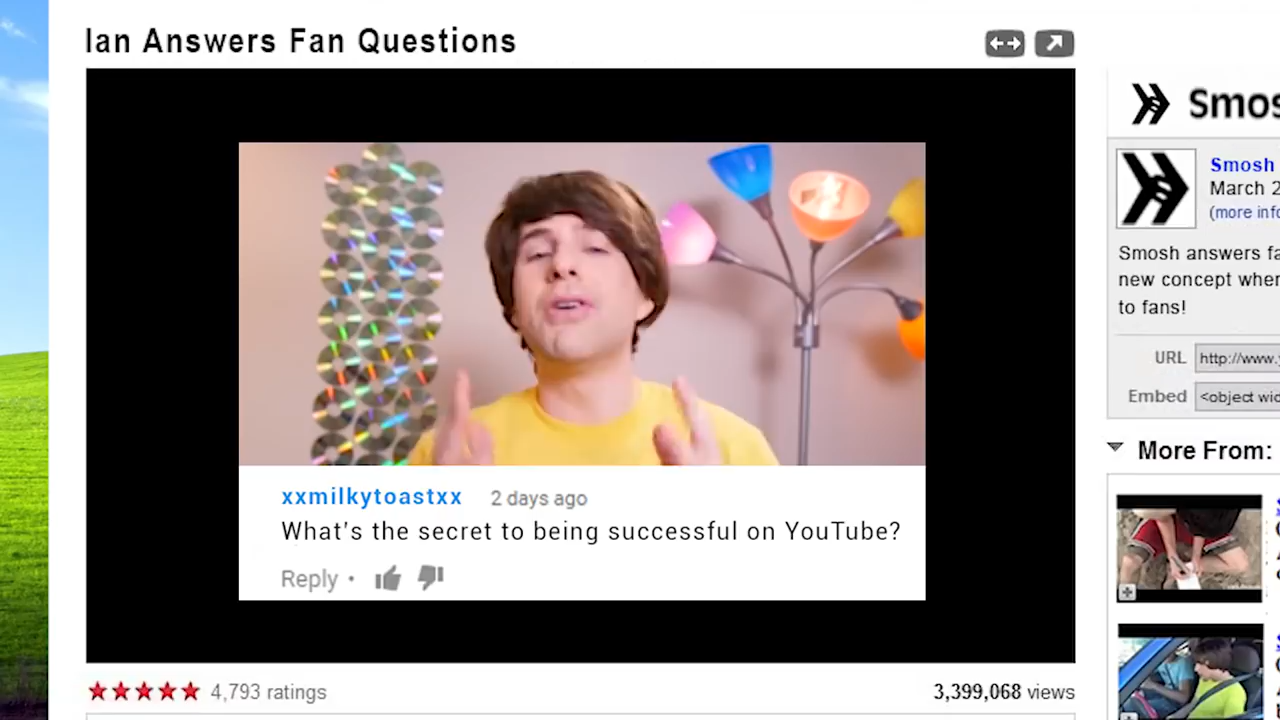 Ian Answers Fan Questions
Smos
Smosh
March 2
(more info
Smosh answers fa
new concept wher
to fans!
URL http://www.y
Embed <object wid
More From:
xxmilkytoastxx 2 days ago
What's the secret to being successful on YouTube?
Reply •
4,793 ratings
3,399,068 views